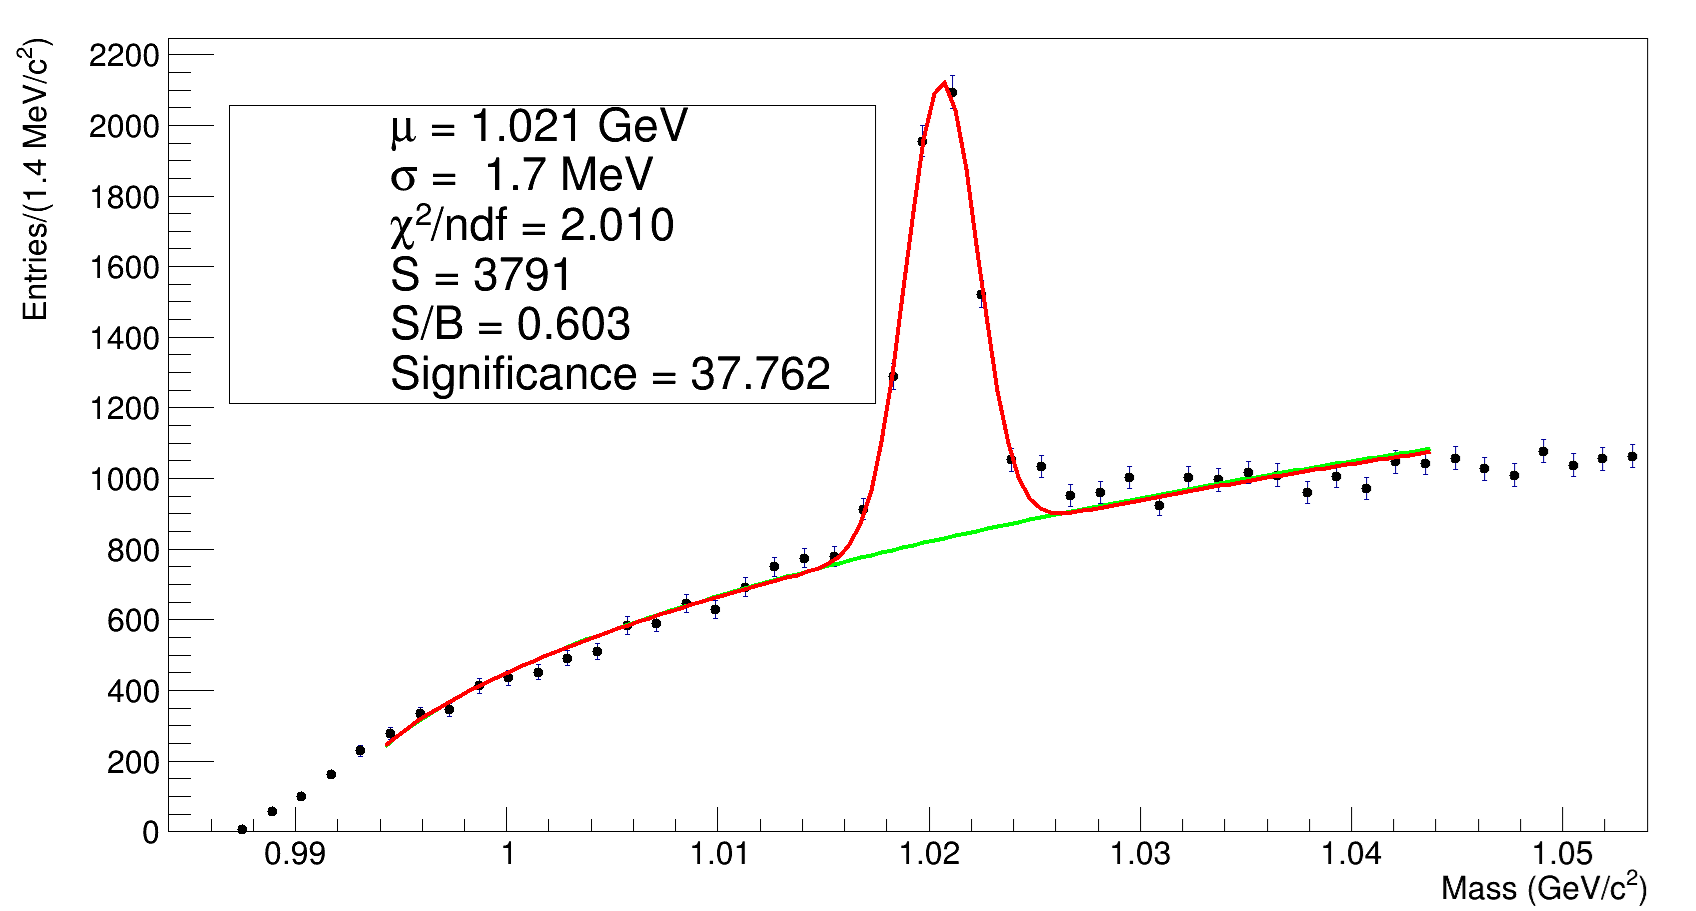 Entries/(1.4 MeV/c²)
2200
2000
1800
1600
1400
1200
1000
800
600
400
200
0
μ = 1.021 GeV
σ = 1.7 MeV
χ²/ndf = 2.010
S = 3791
S/B = 0.603
Significance = 37.762
0.99 1 1.01 1.02 1.03 1.04 1.05
Mass (GeV/c²)